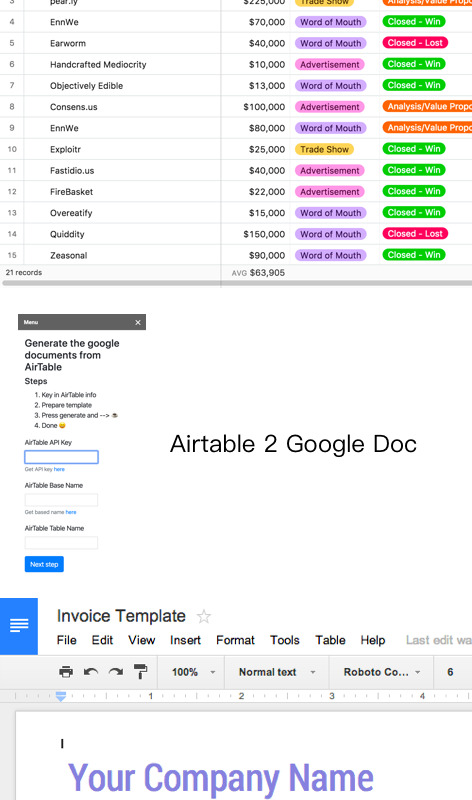 3 pear.ly $225,000 Trade Show Analysis/Value Propo
4 EnnWe $70,000 Word of Mouth Closed - Win
5 Earworm $40,000 Word of Mouth Closed - Lost
6 Handcrafted Mediocrity $10,000 Advertisement Closed - Win
7 Objectively Edible $13,000 Word of Mouth Closed - Win
8 Consens.us $100,000 Advertisement Analysis/Value Propo
9 EnnWe $80,000 Word of Mouth Analysis/Value Propo
10 Exploitr $25,000 Trade Show Closed - Win
11 Fastidio.us $40,000 Advertisement Closed - Win
12 FireBasket $22,000 Advertisement Closed - Win
13 Overeatify $15,000 Word of Mouth Closed - Win
14 Quiddity $150,000 Word of Mouth Closed - Lost
15 Zeasonal $90,000 Word of Mouth Closed - Win
21 records AVG $63,905
Menu ×
Generate the google
documents from
AirTable
Steps
1. Key in AirTable info
2. Prepare template
3. Press generate and -->
4. Done 😄
AirTable API Key
Get API key here
AirTable Base Name
Get based name here
AirTable Table Name
Next step
Airtable 2 Google Doc
Invoice Template
File Edit View Insert Format Tools Table Help Last edit wa
100% Normal text Roboto Co... 6
1 2 3 4
Your Company Name